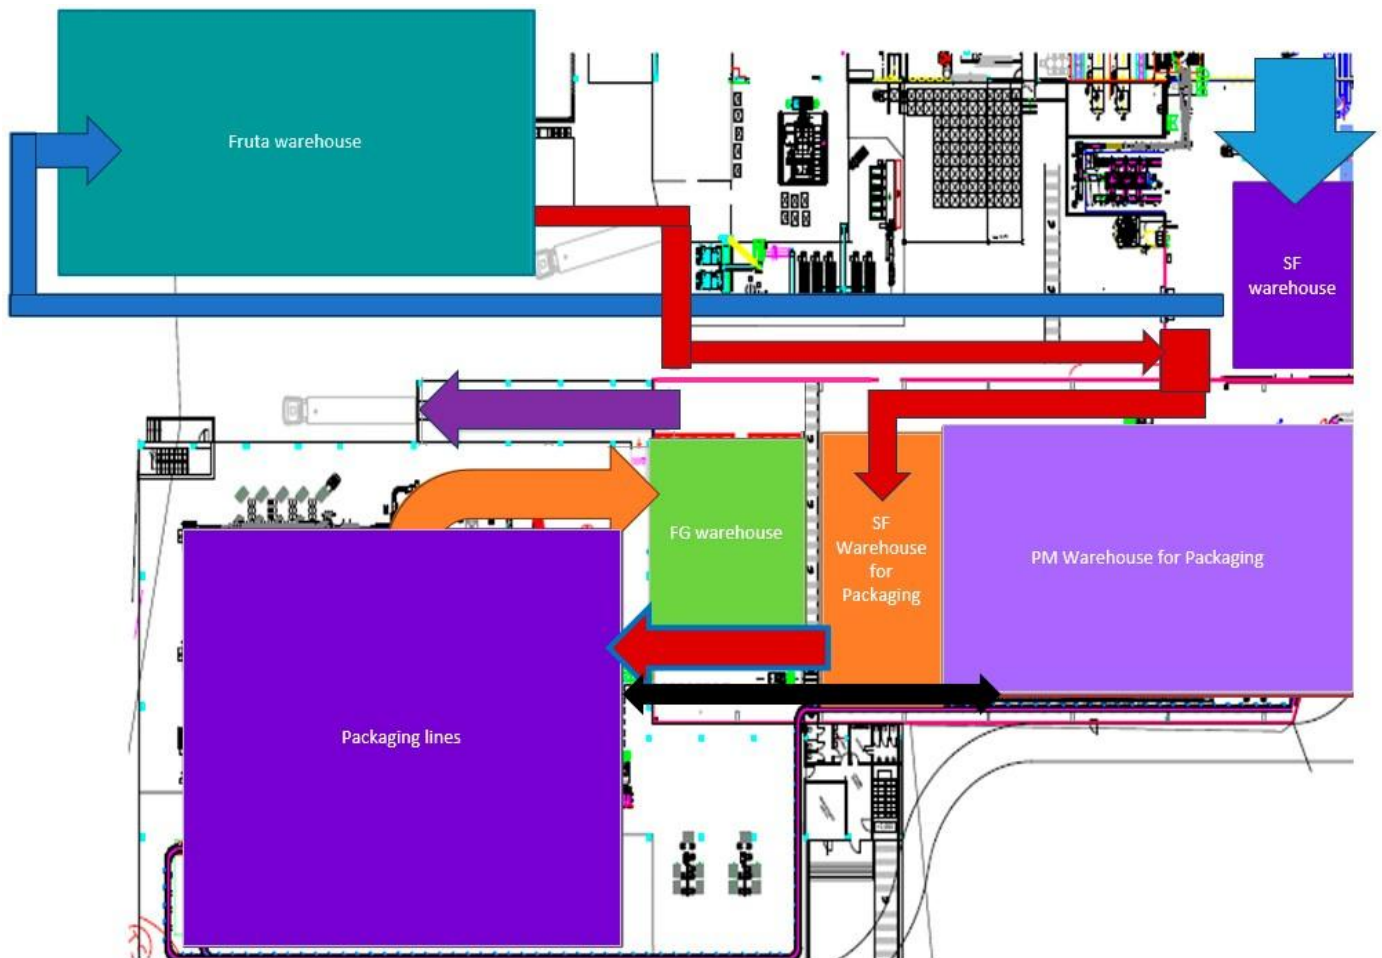 Fruta warehouse
SF
warehouse
FG warehouse
SF
Warehouse
for
Packaging
PM Warehouse for Packaging
Packaging lines